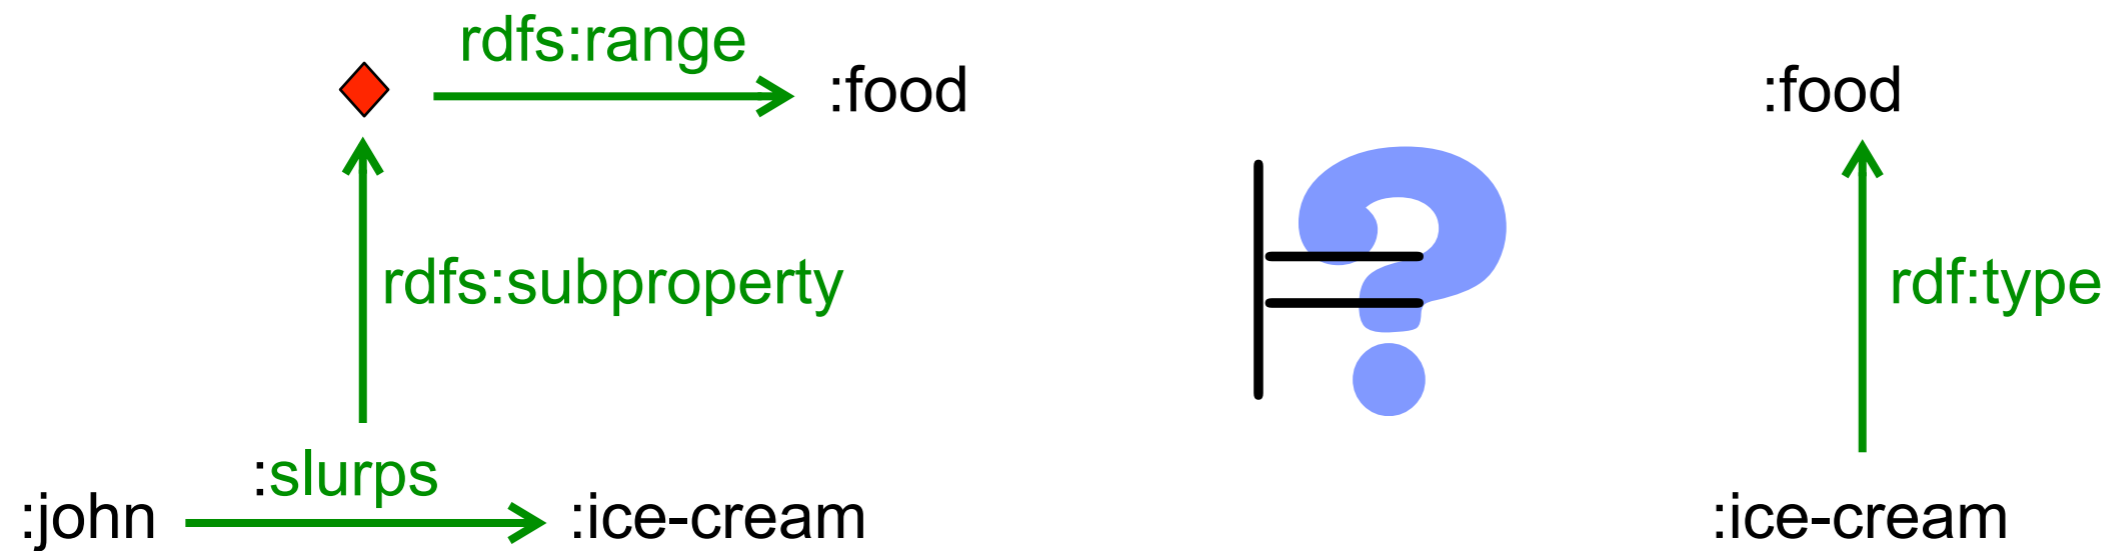 rdfs:range
:food
:food
rdfs:subproperty
?
rdf:type
:slurps
:john
:ice-cream
:ice-cream